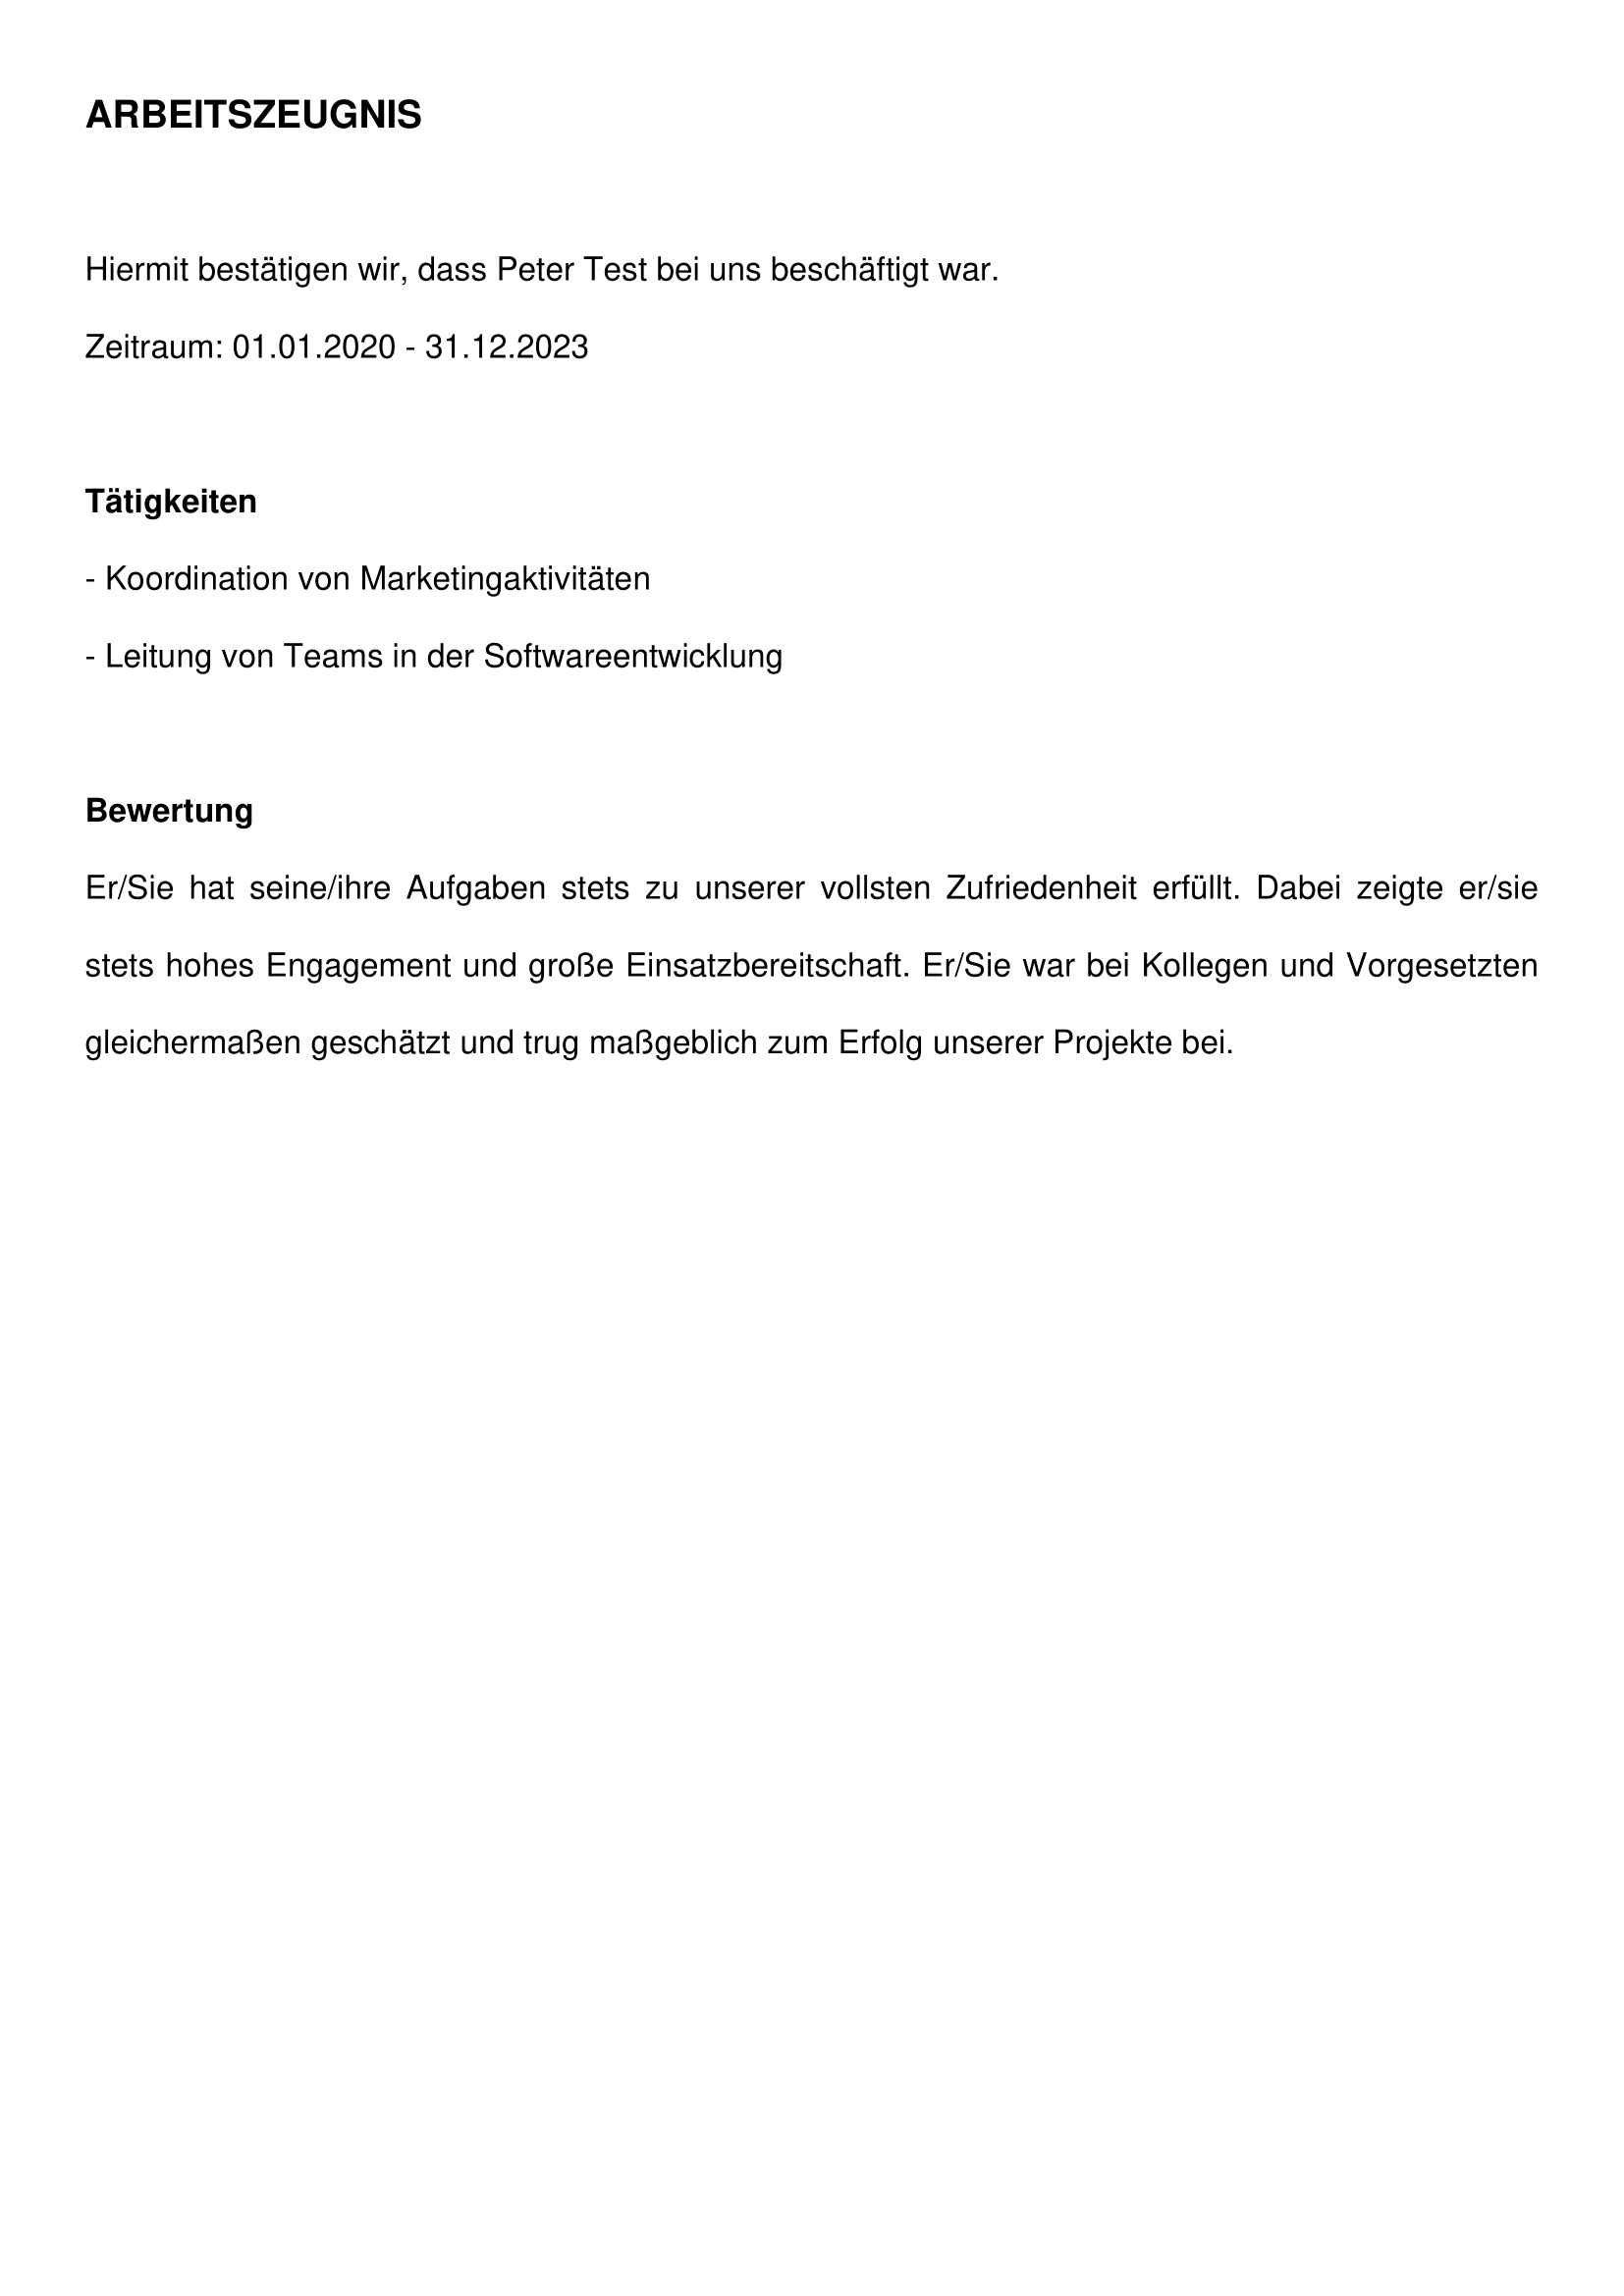 ARBEITSZEUGNIS
Hiermit bestätigen wir, dass Peter Test bei uns beschäftigt war.
Zeitraum: 01.01.2020 - 31.12.2023
Tätigkeiten
- Koordination von Marketingaktivitäten
- Leitung von Teams in der Softwareentwicklung
Bewertung
Er/Sie hat seine/ihre Aufgaben stets zu unserer vollsten Zufriedenheit erfüllt. Dabei zeigte er/sie
stets hohes Engagement und große Einsatzbereitschaft. Er/Sie war bei Kollegen und Vorgesetzten
gleichermaßen geschätzt und trug maßgeblich zum Erfolg unserer Projekte bei.